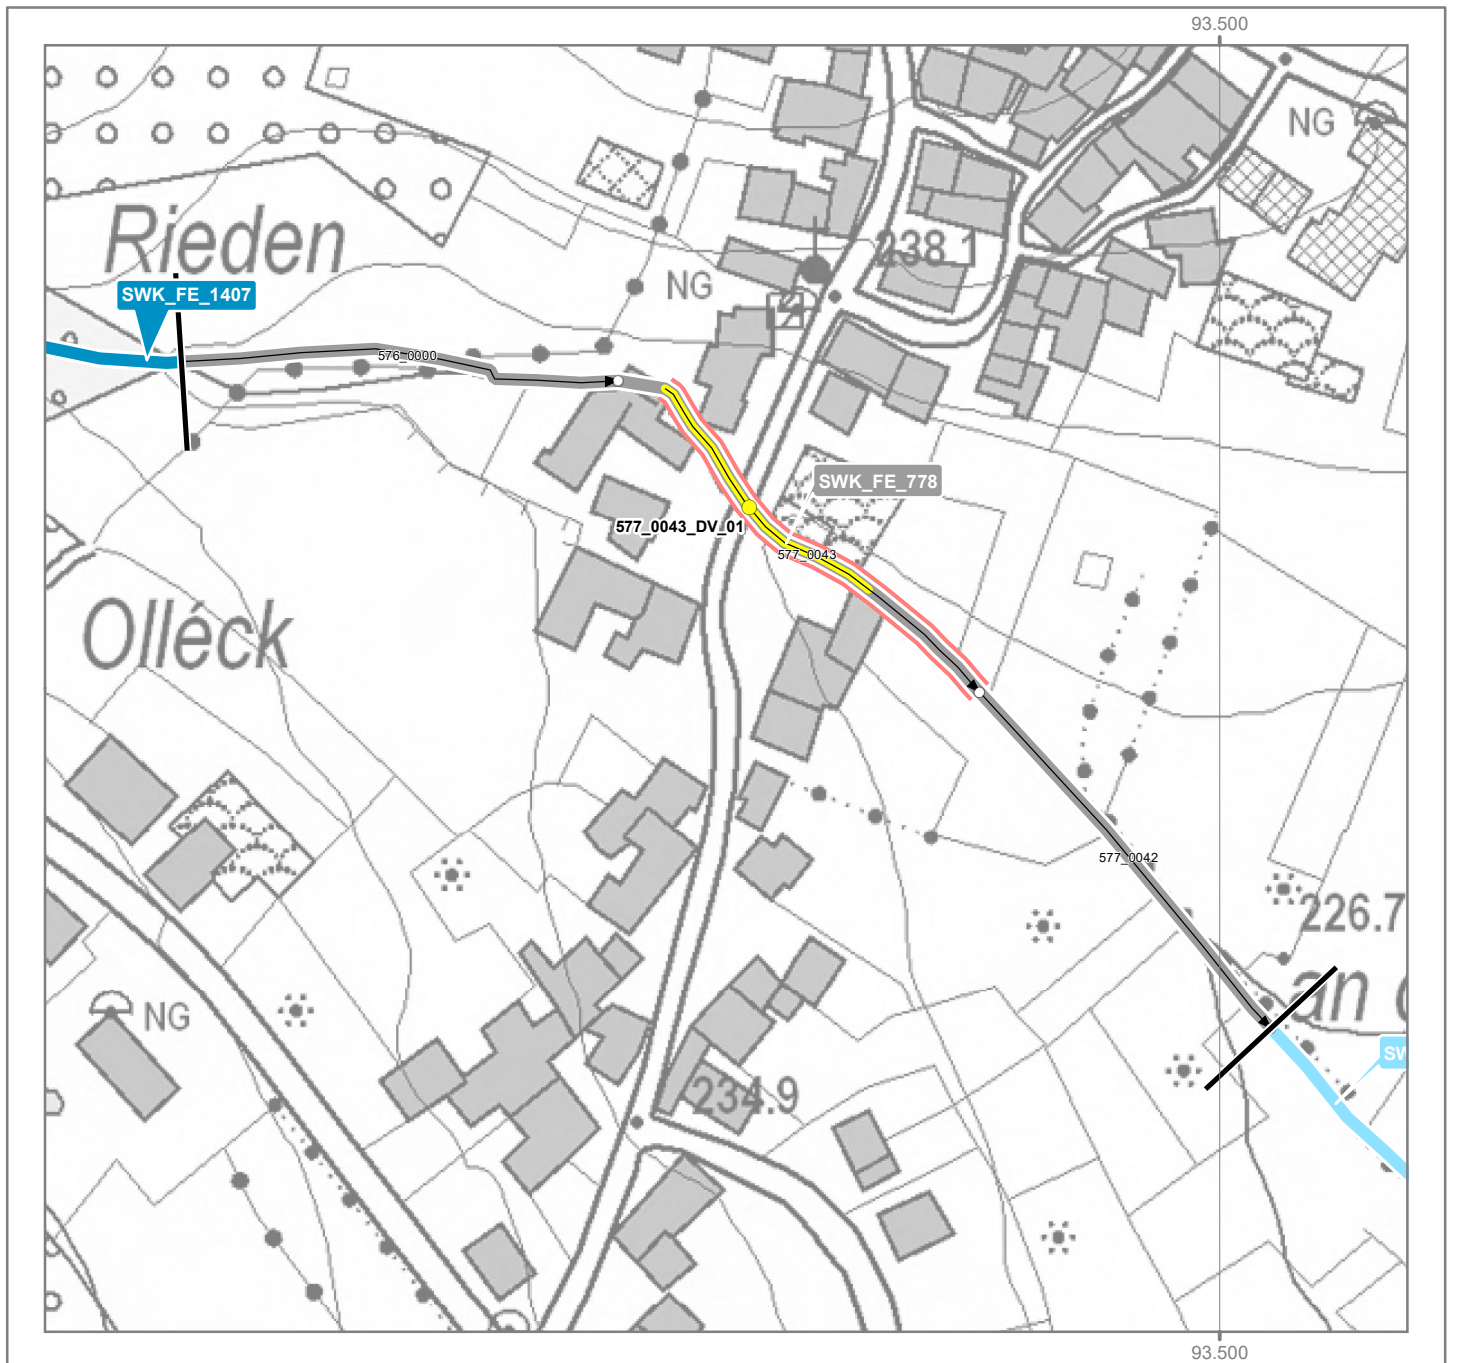 93.500
NG
Rieden
238.1
NG
SWK_FE_1407
576_0000
SWK_FE_778
577_0043_DV_01
577_0043
Olléck
577_0042
226.7
an
NG
SW
234.9
93.500